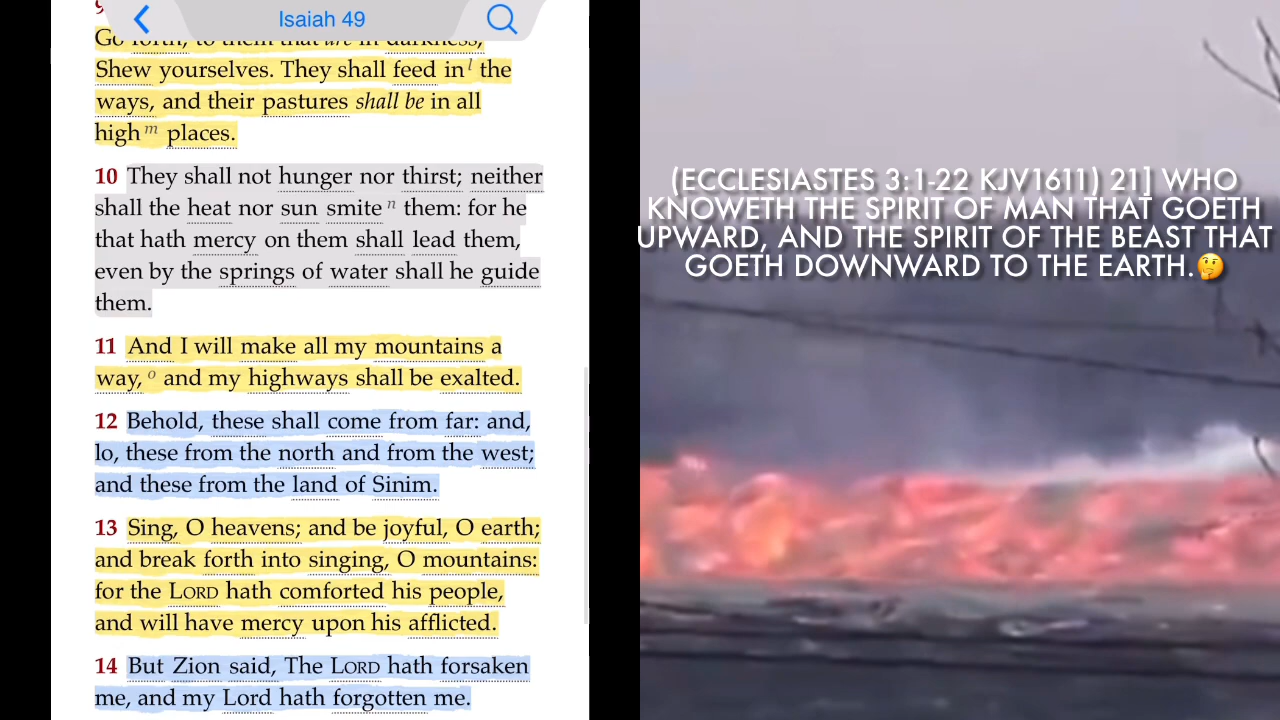 Isaiah 49
Go forth, to them that are in darkness,
Shew yourselves. They shall feed in l the
ways, and their pastures shall be in all
high m places.
10 They shall not hunger nor thirst; neither
shall the heat nor sun smite n them: for he
that hath mercy on them shall lead them,
even by the springs of water shall he guide
them.
11 And I will make all my mountains a
way, o and my highways shall be exalted.
12 Behold, these shall come from far: and,
lo, these from the north and from the west;
and these from the land of Sinim.
13 Sing, O heavens; and be joyful, O earth;
and break forth into singing, O mountains:
for the LORD hath comforted his people,
and will have mercy upon his afflicted.
14 But Zion said, The LORD hath forsaken
me, and my Lord hath forgotten me.
(ECCLESIASTES 3:1-22 KJV1611) 21] WHO
KNOWETH THE SPIRIT OF MAN THAT GOETH
UPWARD, AND THE SPIRIT OF THE BEAST THAT
GOETH DOWNWARD TO THE EARTH.🤔